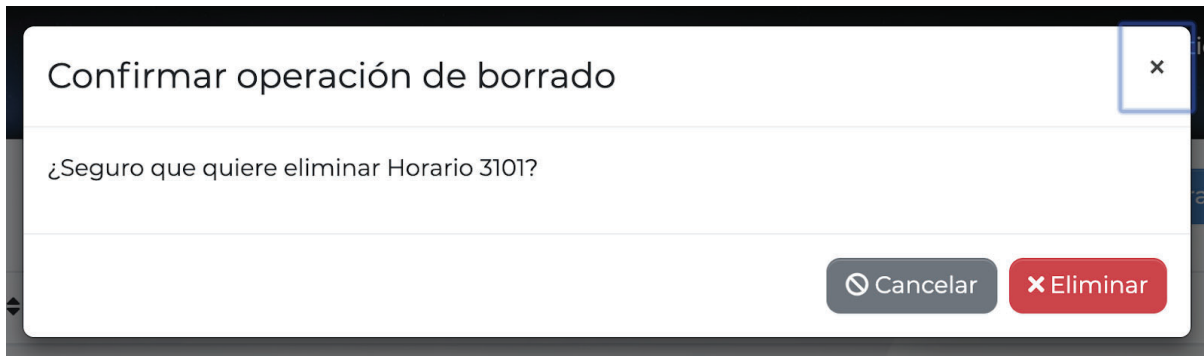 Confirmar operación de borrado
×
¿Seguro que quiere eliminar Horario 3101?
Cancelar
Eliminar